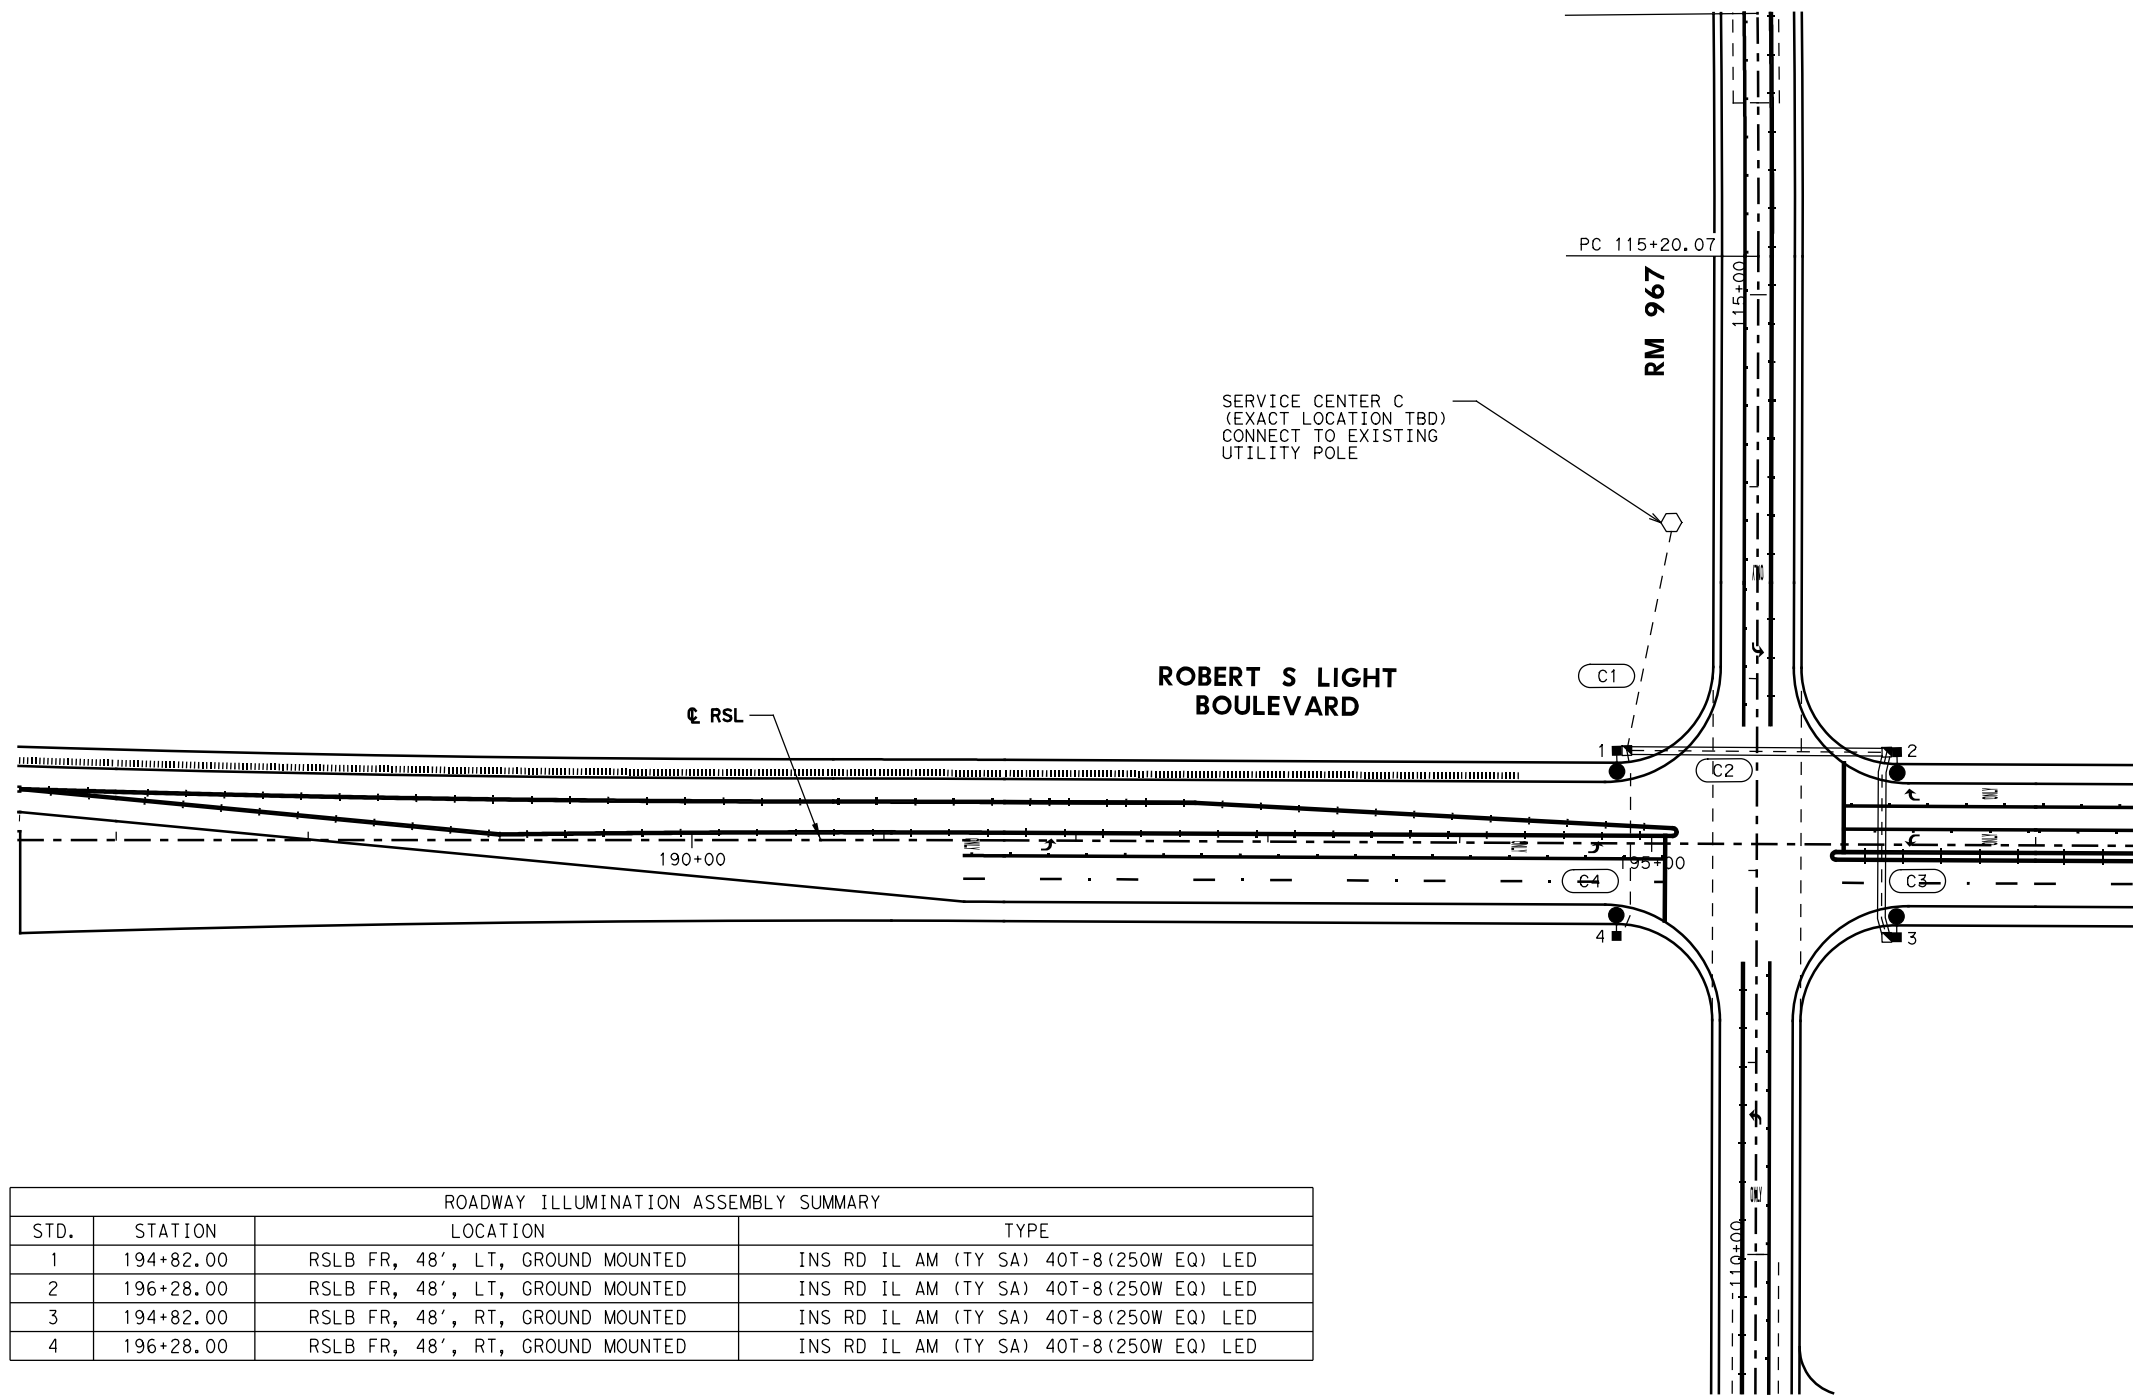 PC 115+20.07
RM 967
115+00
SERVICE CENTER C
(EXACT LOCATION TBD)
CONNECT TO EXISTING
UTILITY POLE
ONLY
C1
ROBERT S LIGHT
BOULEVARD
℄ RSL
1
2
C2
ONLY
190+00
ONLY
ONLY
195+00
ONLY
C4
C3
4
3
ONLY
110+00
ROADWAY ILLUMINATION ASSEMBLY SUMMARY
STD. STATION LOCATION TYPE
1 194+82.00 RSLB FR, 48', LT, GROUND MOUNTED INS RD IL AM (TY SA) 40T-8(250W EQ) LED
2 196+28.00 RSLB FR, 48', LT, GROUND MOUNTED INS RD IL AM (TY SA) 40T-8(250W EQ) LED
3 194+82.00 RSLB FR, 48', RT, GROUND MOUNTED INS RD IL AM (TY SA) 40T-8(250W EQ) LED
4 196+28.00 RSLB FR, 48', RT, GROUND MOUNTED INS RD IL AM (TY SA) 40T-8(250W EQ) LED